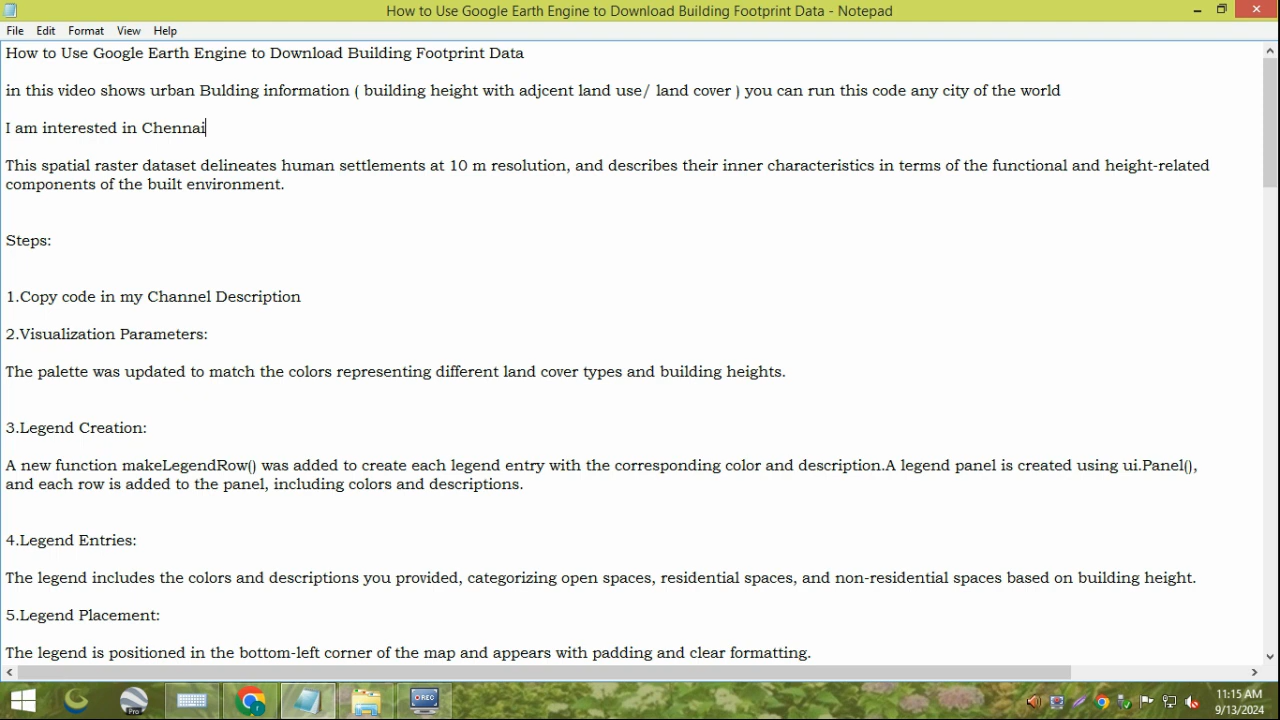 How to Use Google Earth Engine to Download Building Footprint Data - Notepad
File Edit Format View Help
How to Use Google Earth Engine to Download Building Footprint Data
in this video shows urban Bulding information ( building height with adjcent land use/ land cover ) you can run this code any city of the world
I am interested in Chennai
This spatial raster dataset delineates human settlements at 10 m resolution, and describes their inner characteristics in terms of the functional and height-related
components of the built environment.
Steps:
1.Copy code in my Channel Description
2.Visualization Parameters:
The palette was updated to match the colors representing different land cover types and building heights.
3.Legend Creation:
A new function makeLegendRow() was added to create each legend entry with the corresponding color and description.A legend panel is created using ui.Panel(),
and each row is added to the panel, including colors and descriptions.
4.Legend Entries:
The legend includes the colors and descriptions you provided, categorizing open spaces, residential spaces, and non-residential spaces based on building height.
5.Legend Placement:
The legend is positioned in the bottom-left corner of the map and appears with padding and clear formatting.
Pro
REC
11:15 AM
9/13/2024